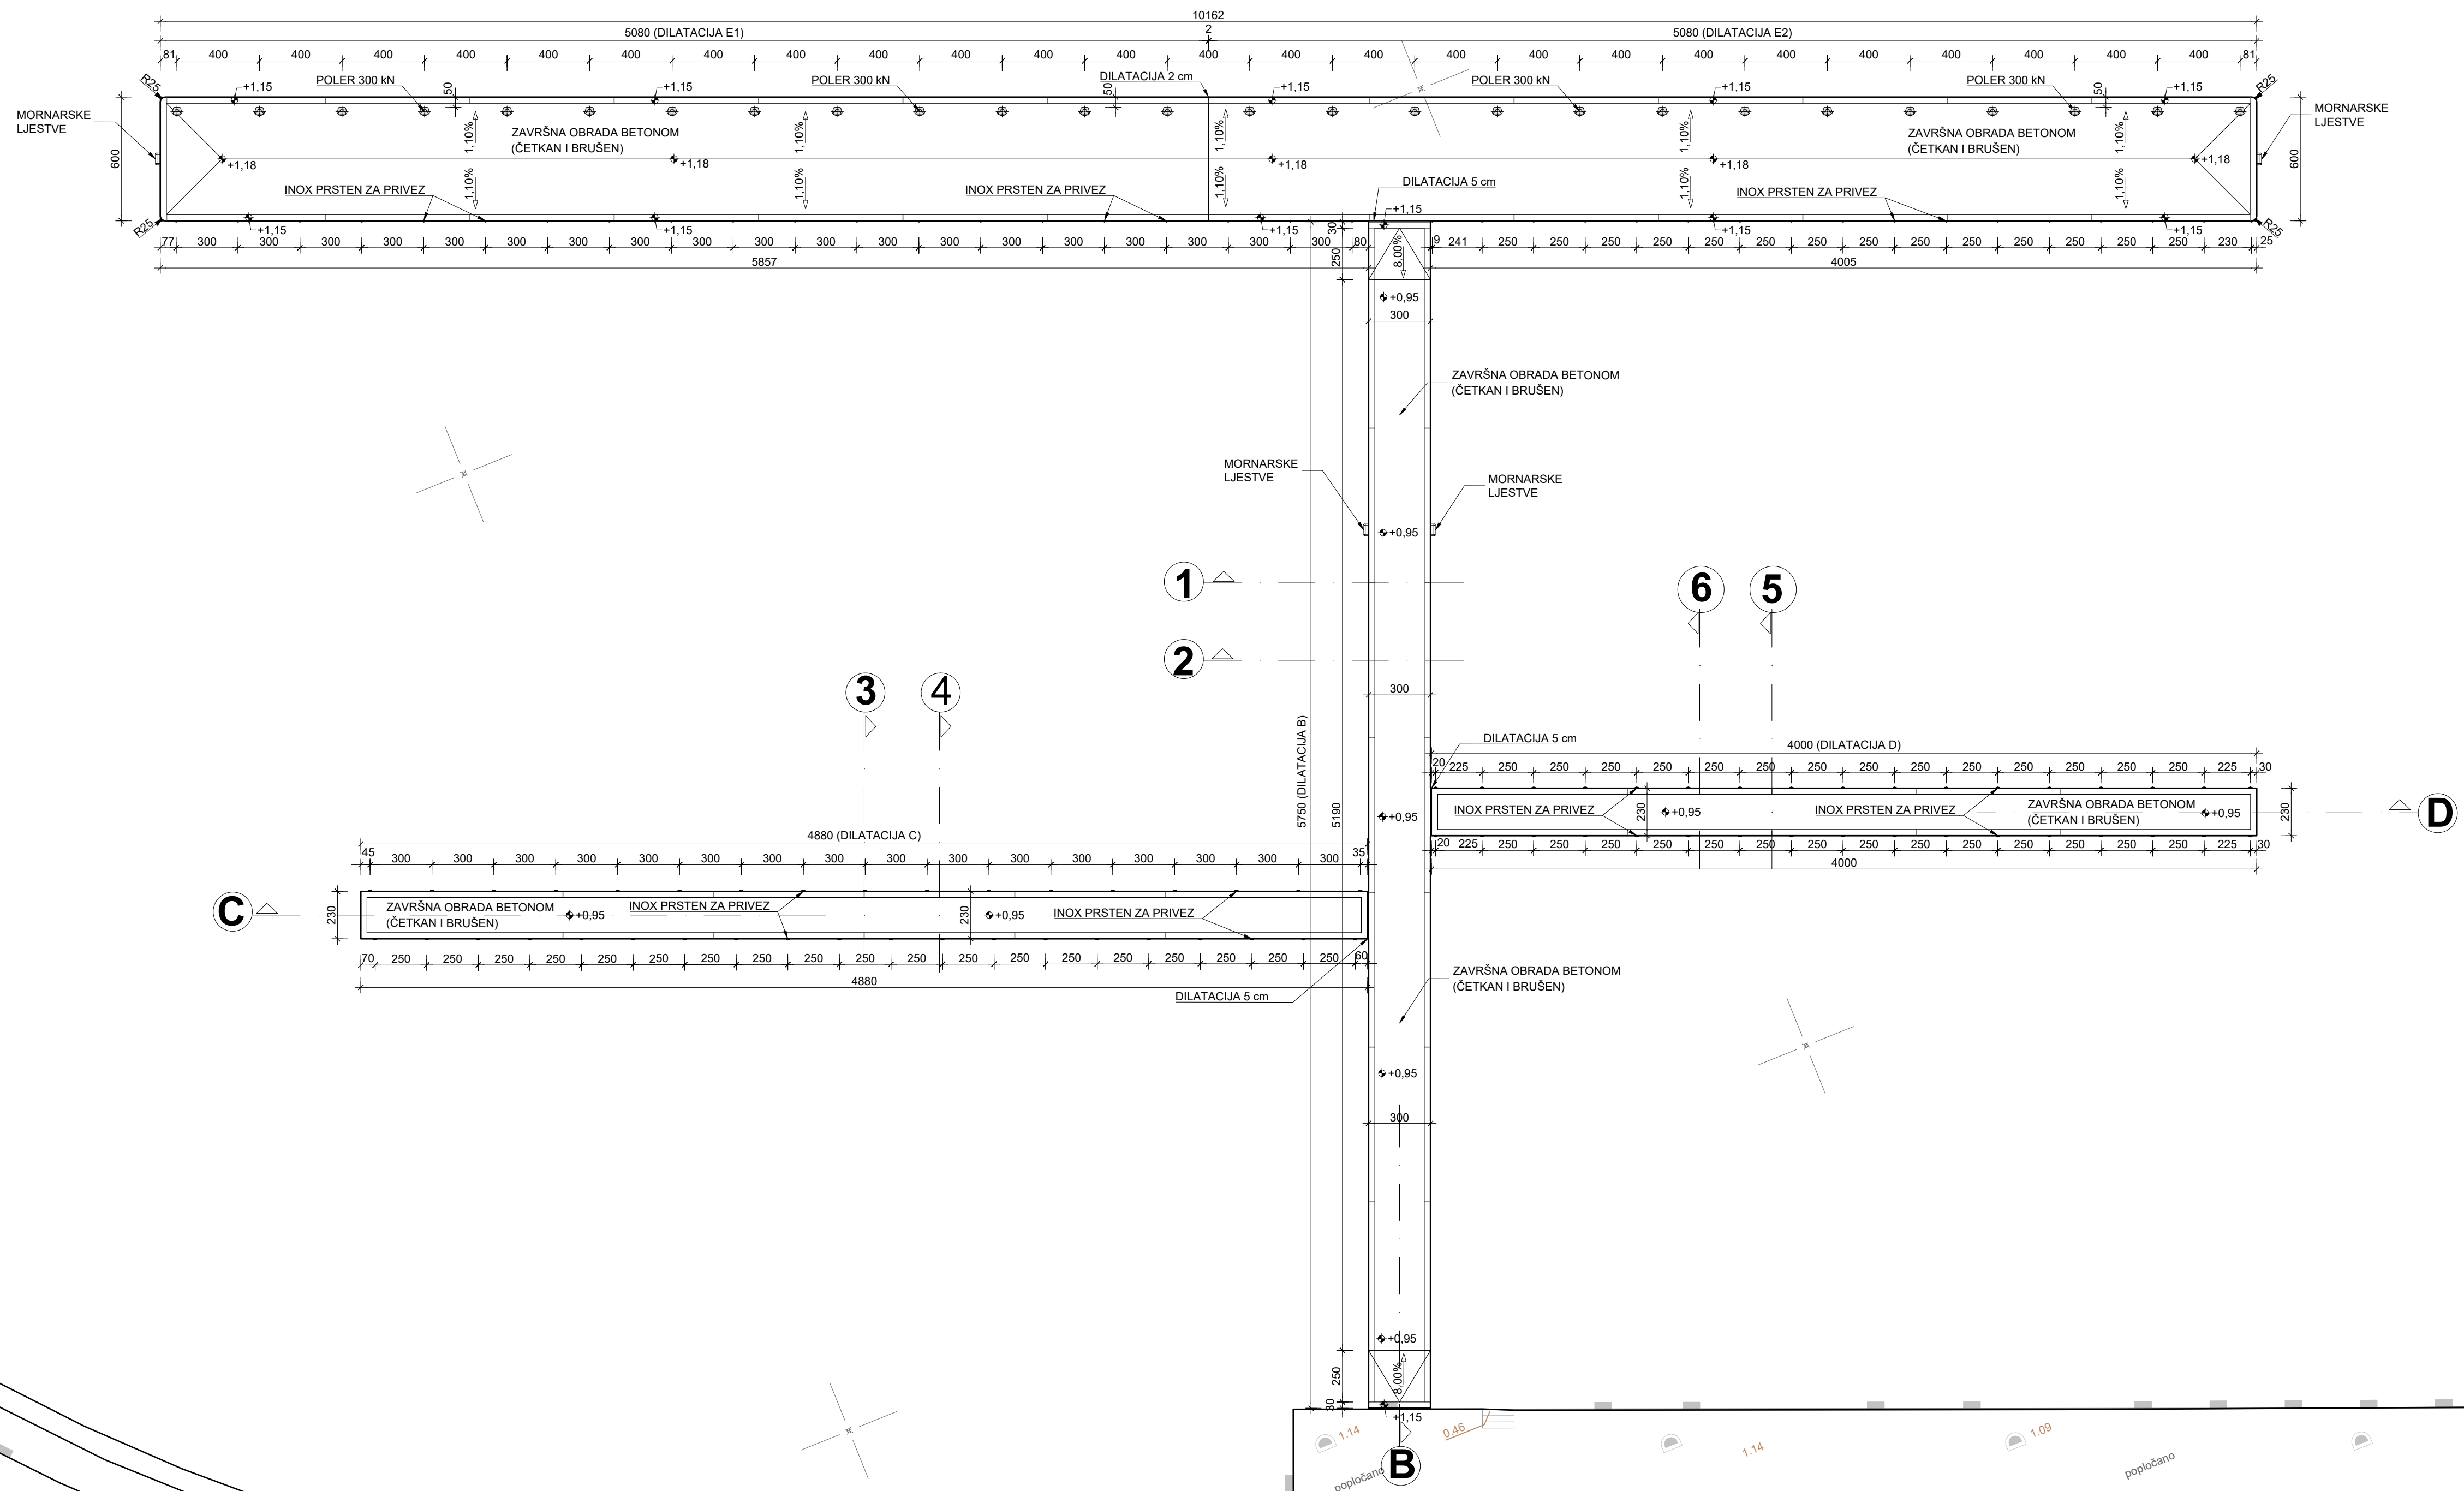 10162
5080 (DILATACIJA E1) 2 5080 (DILATACIJA E2)
81 400 400 400 400 400 400 400 400 400 400 400 400 400 400 400 400 400 400 400 400 400 400 400 400 400 81
R25 +1,15 POLER 300 kN 50 +1,15 POLER 300 kN 50 DILATACIJA 2 cm +1,15 POLER 300 kN +1,15 POLER 300 kN 50 +1,15 R25
MORNARSKE
LJESTVE
MORNARSKE
LJESTVE
ZAVRŠNA OBRADA BETONOM
(ČETKAN I BRUŠEN)
ZAVRŠNA OBRADA BETONOM
(ČETKAN I BRUŠEN)
1,10% 1,10% 1,10% 1,10% 1,10%
600 +1,18 +1,18 +1,18 +1,18 +1,18 600
1,10% 1,10% 1,10% 1,10% 1,10%
INOX PRSTEN ZA PRIVEZ INOX PRSTEN ZA PRIVEZ DILATACIJA 5 cm INOX PRSTEN ZA PRIVEZ
R25 +1,15 +1,15 +1,15 +1,15 +1,15 +1,15 R25
77 300 300 300 300 300 300 300 300 300 300 300 300 300 300 300 300 300 300 300 80 30 9 241 250 250 250 250 250 250 250 250 250 250 250 250 250 250 230 25
5857 250 8,00% 4005
+0,95
300
ZAVRŠNA OBRADA BETONOM
(ČETKAN I BRUŠEN)
MORNARSKE
LJESTVE
MORNARSKE
LJESTVE
+0,95
1
6 5
2
3 4
300
5750 (DILATACIJA B)
5190
DILATACIJA 5 cm 4000 (DILATACIJA D)
20 225 250 250 250 250 250 250 250 250 250 250 250 250 250 250 225 30
INOX PRSTEN ZA PRIVEZ 230 +0,95 INOX PRSTEN ZA PRIVEZ
ZAVRŠNA OBRADA BETONOM
(ČETKAN I BRUŠEN)
+0,95 230 D
+0,95
20 225 250 250 250 250 250 250 250 250 250 250 250 250 250 250 225 30
4000
4880 (DILATACIJA C)
45 300 300 300 300 300 300 300 300 300 300 300 300 300 300 300 300 35
C 230
ZAVRŠNA OBRADA BETONOM
(ČETKAN I BRUŠEN)
+0,95 INOX PRSTEN ZA PRIVEZ 230 +0,95 INOX PRSTEN ZA PRIVEZ
70 250 250 250 250 250 250 250 250 250 250 250 250 250 250 250 250 250 250 250 60
4880
DILATACIJA 5 cm
ZAVRŠNA OBRADA BETONOM
(ČETKAN I BRUŠEN)
+0,95
300
+0,95
250 8,00%
30 +1,15
1.14 0.46 1.14 1.09
B
popločano popločano